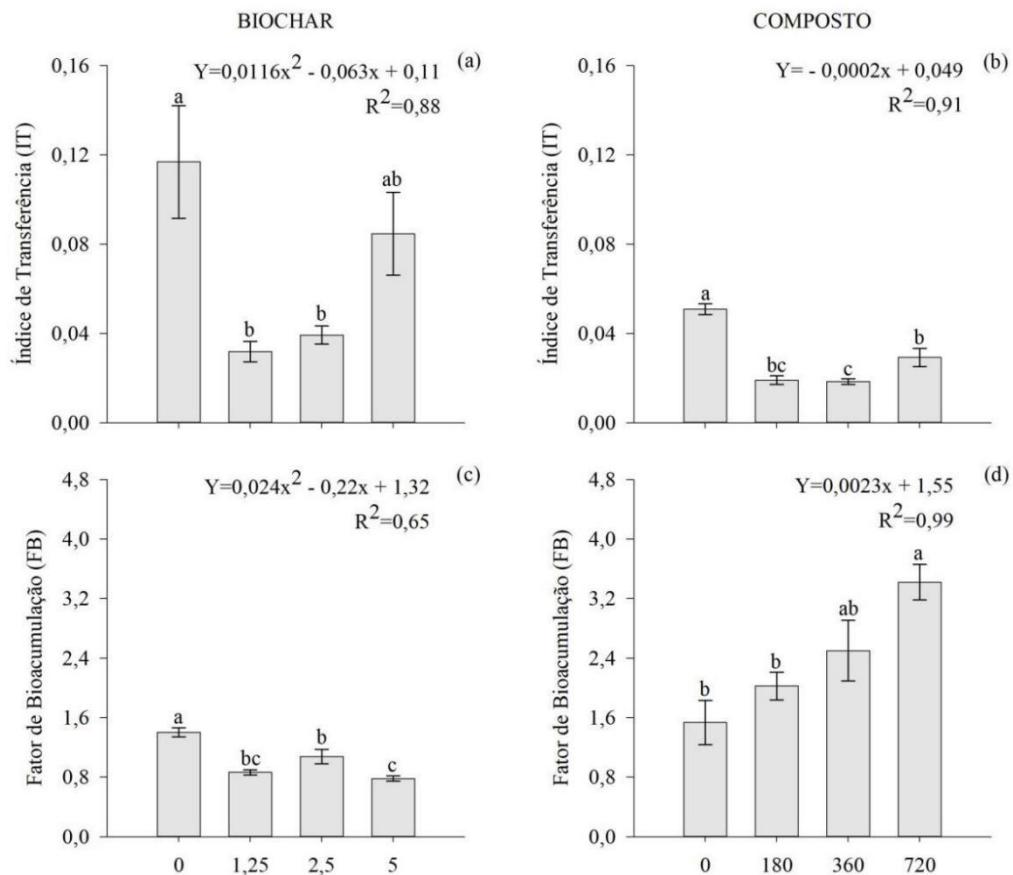 BIOCHAR
COMPOSTO
Y=0,0116x² - 0,063x + 0,11
(a)
R²=0,88
Índice de Transferência (IT)
0,16
0,12
0,08
0,04
0,00
a
b
b
ab
Y= - 0,0002x + 0,049
(b)
R²=0,91
Índice de Transferência (IT)
0,16
0,12
0,08
0,04
0,00
a
bc
c
b
Y=0,024x² - 0,22x + 1,32
(c)
R²=0,65
Fator de Bioacumulação (FB)
4,8
4,0
3,2
2,4
1,6
0,8
0,0
a
bc
b
c
0 1,25 2,5 5
Y=0,0023x + 1,55
(d)
R²=0,99
Fator de Bioacumulação (FB)
4,8
4,0
3,2
2,4
1,6
0,8
0,0
b
b
ab
a
0 180 360 720